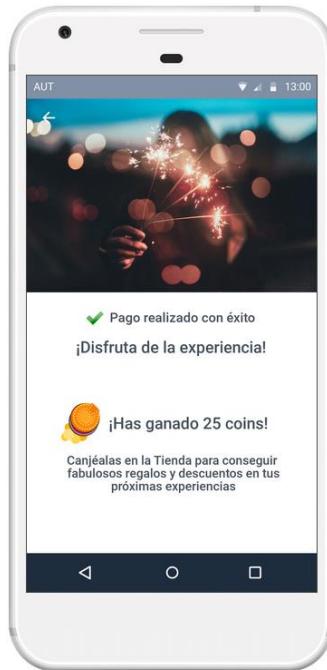 AUT
13:00
Pago realizado con éxito
¡Disfruta de la experiencia!
¡Has ganado 25 coins!
Canjéalas en la Tienda para conseguir
fabulosos regalos y descuentos en tus
próximas experiencias